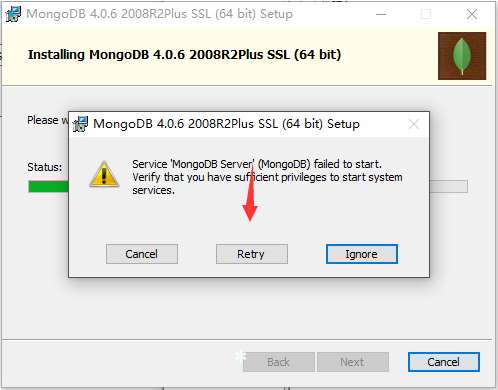 MongoDB 4.0.6 2008R2Plus SSL (64 bit) Setup
Installing MongoDB 4.0.6 2008R2Plus SSL (64 bit)
Please w
MongoDB 4.0.6 2008R2Plus SSL (64 bit) Setup
Status:
Service 'MongoDB Server' (MongoDB) failed to start.
Verify that you have sufficient privileges to start system
services.
Cancel Retry Ignore
Back Next Cancel